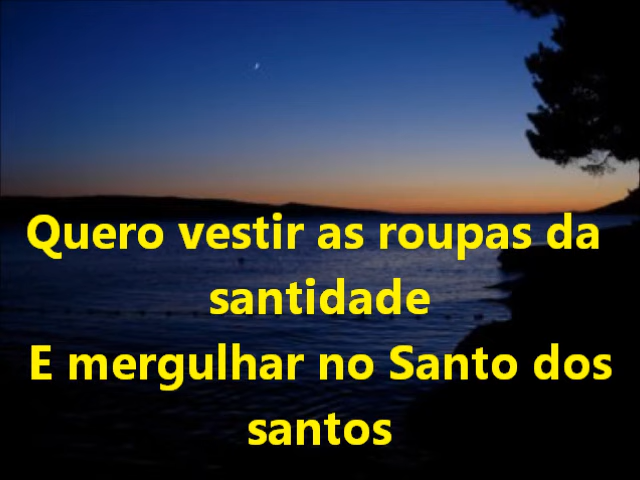 Quero vestir as roupas da
santidade
E mergulhar no Santo dos
santos